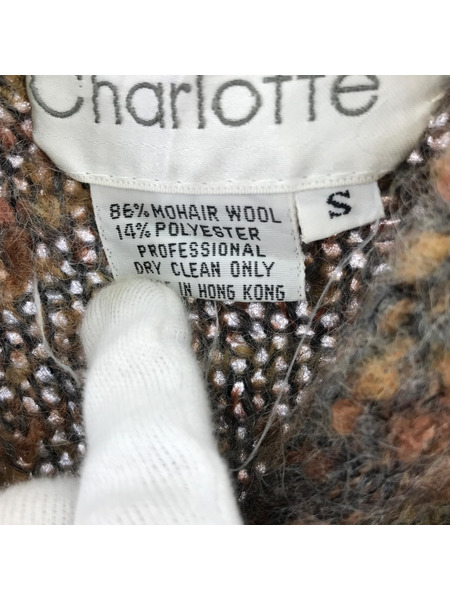 Charlotte
S
86% MOHAIR WOOL
14% POLYESTER
PROFESSIONAL
DRY CLEAN ONLY
IN HONG KONG